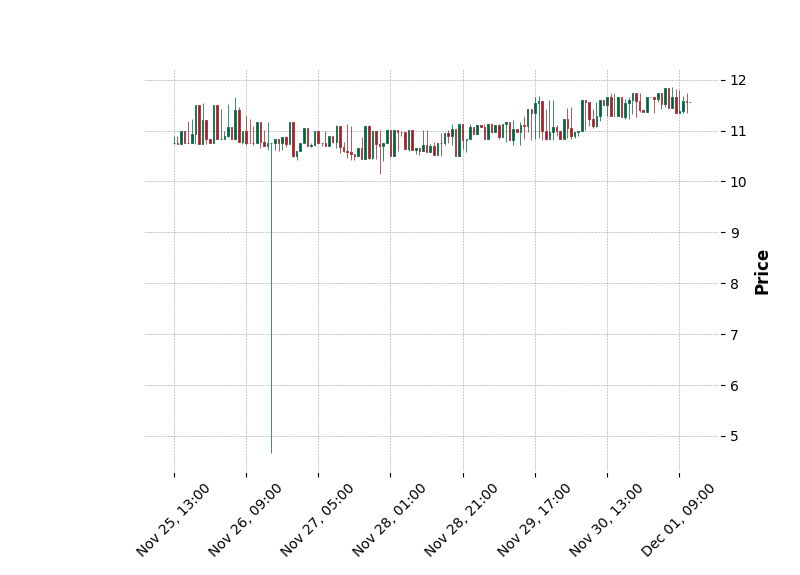 12
11
10
9
8
7
6
5
Price
Nov 25, 13:00
Nov 26, 09:00
Nov 27, 05:00
Nov 28, 01:00
Nov 28, 21:00
Nov 29, 17:00
Nov 30, 13:00
Dec 01, 09:00